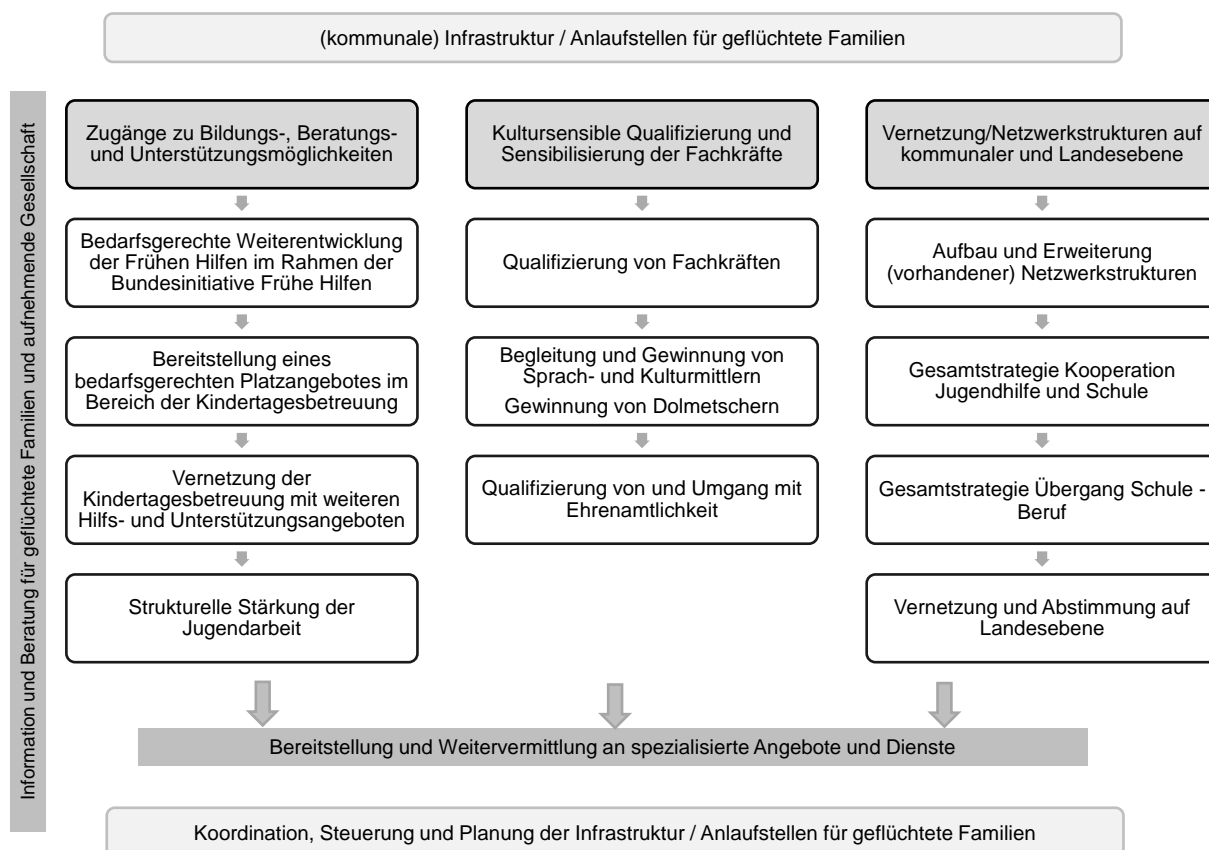 (kommunale) Infrastruktur / Anlaufstellen für geflüchtete Familien
Information und Beratung für geflüchtete Familien und aufnehmende Gesellschaft
Zugänge zu Bildungs-, Beratungs-
und Unterstützungsmöglichkeiten
Bedarfsgerechte Weiterentwicklung
der Frühen Hilfen im Rahmen der
Bundesinitiative Frühe Hilfen
Bereitstellung eines
bedarfsgerechten Platzangebotes im
Bereich der Kindertagesbetreuung
Vernetzung der
Kindertagesbetreuung mit weiteren
Hilfs- und Unterstützungsangeboten
Strukturelle Stärkung der
Jugendarbeit
Kultursensible Qualifizierung und
Sensibilisierung der Fachkräfte
Qualifizierung von Fachkräften
Begleitung und Gewinnung von
Sprach- und Kulturmittlern
Gewinnung von Dolmetschern
Qualifizierung von und Umgang mit
Ehrenamtlichkeit
Vernetzung/Netzwerkstrukturen auf
kommunaler und Landesebene
Aufbau und Erweiterung
(vorhandener) Netzwerkstrukturen
Gesamtstrategie Kooperation
Jugendhilfe und Schule
Gesamtstrategie Übergang Schule -
Beruf
Vernetzung und Abstimmung auf
Landesebene
Bereitstellung und Weitervermittlung an spezialisierte Angebote und Dienste
Koordination, Steuerung und Planung der Infrastruktur / Anlaufstellen für geflüchtete Familien